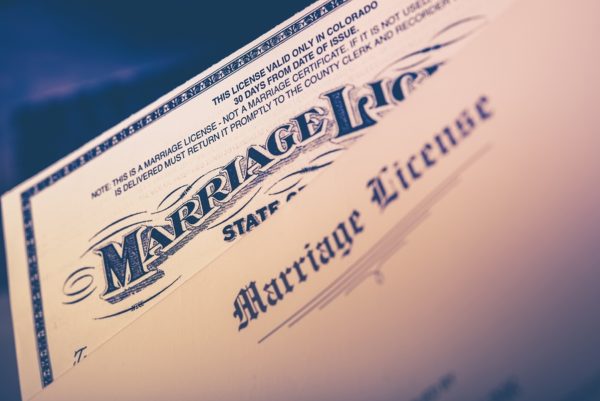 THIS LICENSE VALID ONLY IN COLORADO
30 DAYS FROM DATE OF ISSUE.
NOTE: THIS IS A MARRIAGE LICENSE - NOT A MARRIAGE CERTIFICATE. IF IT IS NOT USED
IS DELIVERED MUST RETURN IT PROMPTLY TO THE COUNTY CLERK AND RECORDER
MARRIAGE LIC
STATE
Marriage License